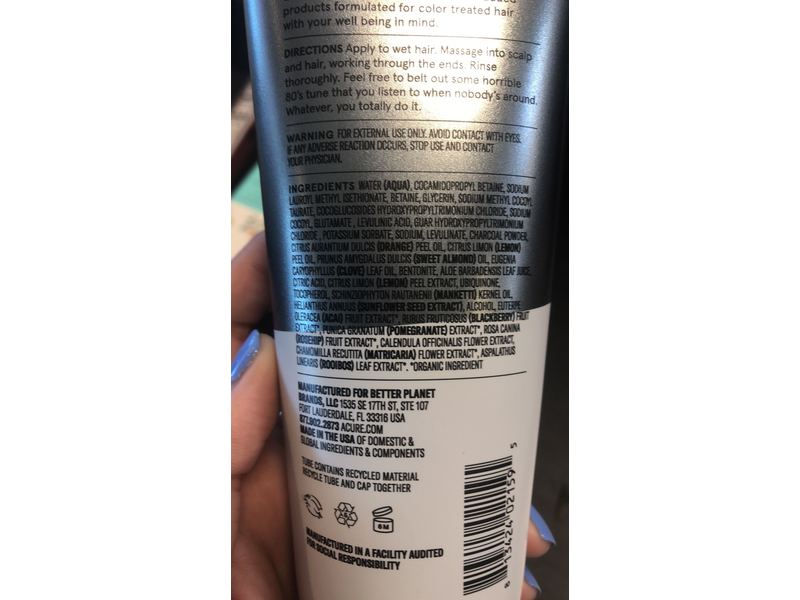 products formulated for color treated hair
with your well being in mind.
DIRECTIONS Apply to wet hair. Massage into scalp
and hair, working through the ends. Rinse
thoroughly. Feel free to belt out some horrible
80's tune that you listen to when nobody's around.
Whatever, you totally do it.
WARNING FOR EXTERNAL USE ONLY. AVOID CONTACT WITH EYES.
IF ANY ADVERSE REACTION OCCURS, STOP USE AND CONTACT
YOUR PHYSICIAN.
INGREDIENTS WATER (AQUA), COCAMIDOPROPYL BETAINE, SODIUM
LAUROYL METHYL ISETHIONATE, BETAINE, GLYCERIN, SODIUM METHYL COCOYL
TAURATE, COCOGLUCOSIDES HYDROXYPROPYLTRIMONIUM CHLORIDE, SODIUM
COCOYL, GLUTAMATE , LEVULINIC ACID, GUAR HYDROXYPROPYLTRIMONIUM
CHLORIDE , POTASSIUM SORBATE, SODIUM, LEVULINATE, CHARCOAL POWDER,
CITRUS AURANTIUM DULCIS (ORANGE) PEEL OIL, CITRUS LIMON (LEMON)
PEEL OIL, PRUNUS AMYGDALUS DULCIS (SWEET ALMOND) OIL, EUGENIA
CARYOPHYLLUS (CLOVE) LEAF OIL, BENTONITE, ALOE BARBADENSIS LEAF JUICE,
CITRIC ACID, CITRUS LIMON (LEMON) PEEL EXTRACT, UBIQUINONE,
TOCOPHEROL, SCHINZIOPHYTON RAUTANENII (MANKETTI) KERNEL OIL,
HELIANTHUS ANNUUS (SUNFLOWER SEED EXTRACT), ALCOHOL, EUTERPE
OLERACEA (ACAI) FRUIT EXTRACT*, RUBUS FRUTICOSUS (BLACKBERRY) FRUIT
EXTRACT*, PUNICA GRANATUM (POMEGRANATE) EXTRACT*, ROSA CANINA
(ROSEHIP) FRUIT EXTRACT*, CALENDULA OFFICINALIS FLOWER EXTRACT,
CHAMOMILLA RECUTITA (MATRICARIA) FLOWER EXTRACT*, ASPALATHUS
LINEARIS (ROOIBOS) LEAF EXTRACT*. *ORGANIC INGREDIENT
MANUFACTURED FOR BETTER PLANET
BRANDS, LLC 1535 SE 17TH ST, STE 107
FORT LAUDERDALE, FL 33316 USA
877.902.2873 ACURE.COM
MADE IN THE USA OF DOMESTIC &
GLOBAL INGREDIENTS & COMPONENTS
TUBE CONTAINS RECYCLED MATERIAL
RECYCLE TUBE AND CAP TOGETHER
6M
MANUFACTURED IN A FACILITY AUDITED
FOR SOCIAL RESPONSIBILITY
8 13424 02159 5